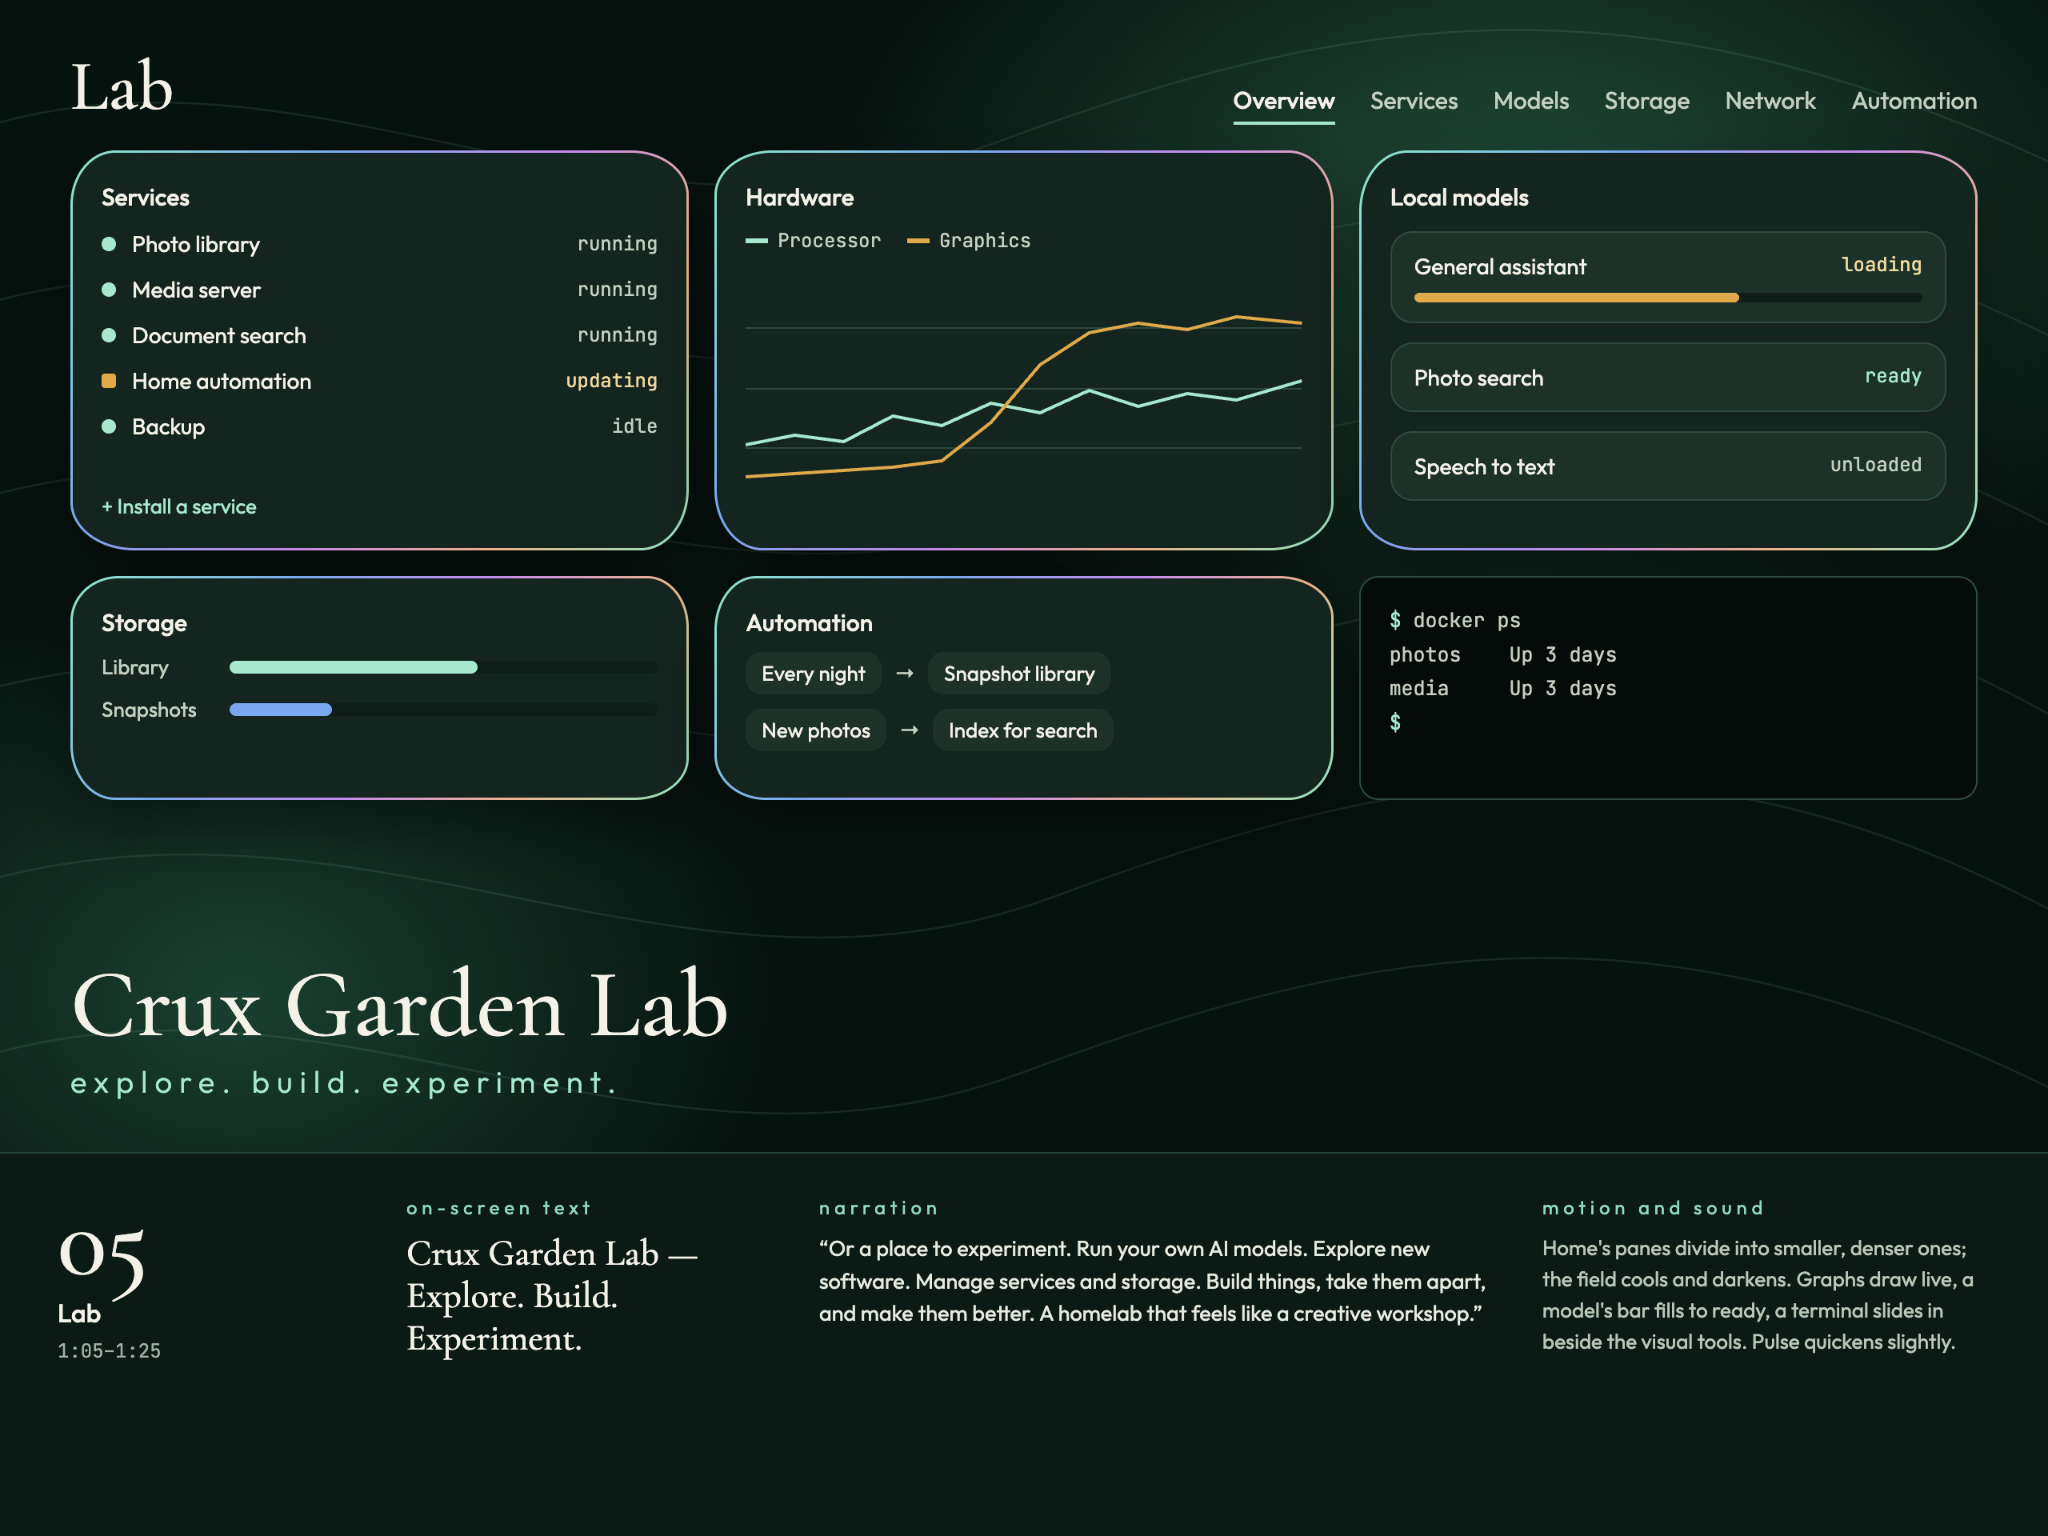 Lab
Overview Services Models Storage Network Automation
Services
Photo library running
Media server running
Document search running
Home automation updating
Backup idle
+ Install a service
Hardware
Processor Graphics
Local models
General assistant loading
Photo search ready
Speech to text unloaded
Storage
Library
Snapshots
Automation
Every night → Snapshot library
New photos → Index for search
$ docker ps
photos Up 3 days
media Up 3 days
$
Crux Garden Lab
explore. build. experiment.
05
Lab
1:05–1:25
on-screen text
Crux Garden Lab —
Explore. Build.
Experiment.
narration
“Or a place to experiment. Run your own AI models. Explore new
software. Manage services and storage. Build things, take them apart,
and make them better. A homelab that feels like a creative workshop.”
motion and sound
Home's panes divide into smaller, denser ones;
the field cools and darkens. Graphs draw live, a
model's bar fills to ready, a terminal slides in
beside the visual tools. Pulse quickens slightly.